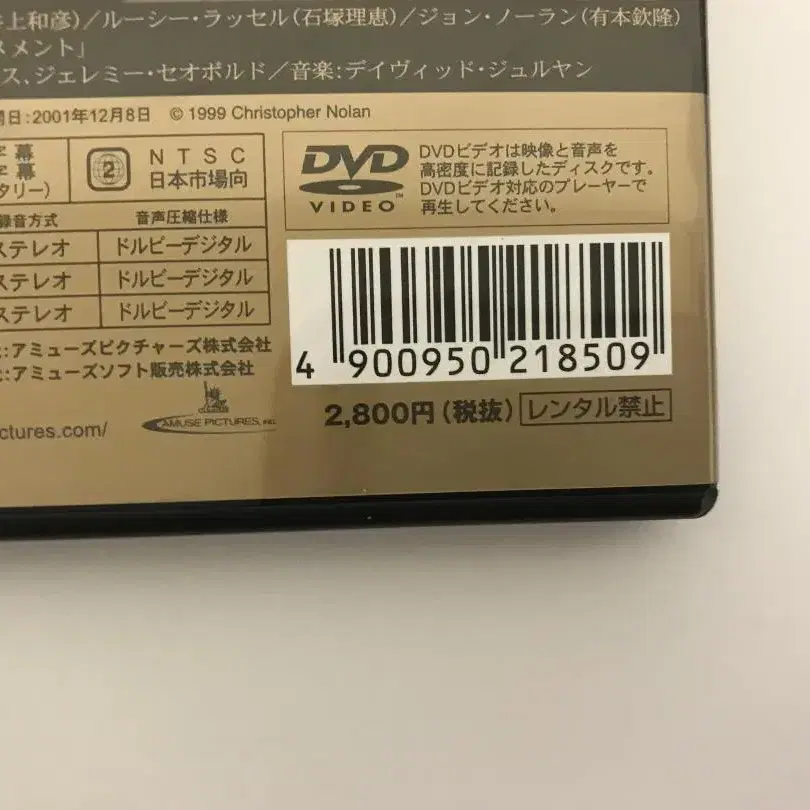 上和彦)／ルーシー・ラッセル(石塚理恵)／ジョン・ノーラン(有本欽隆)
スメント」
ス、ジェレミー・セオボルド／音楽:デイヴィッド・ジュルヤン
開日:2001年12月8日 © 1999 Christopher Nolan
字幕
字幕
タリー)
2
NTSC
日本市場向
DVD
VIDEO
DVDビデオは映像と音声を
高密度に記録したディスクです。
DVDビデオ対応のプレーヤーで
再生してください。
録音方式 音声圧縮仕様
ステレオ ドルビーデジタル
ステレオ ドルビーデジタル
ステレオ ドルビーデジタル
:アミューズピクチャーズ株式会社
:アミューズソフト販売株式会社
ctures.com/
AMUSE PICTURES, INC.
4 900950 218509
2,800円(税抜) レンタル禁止